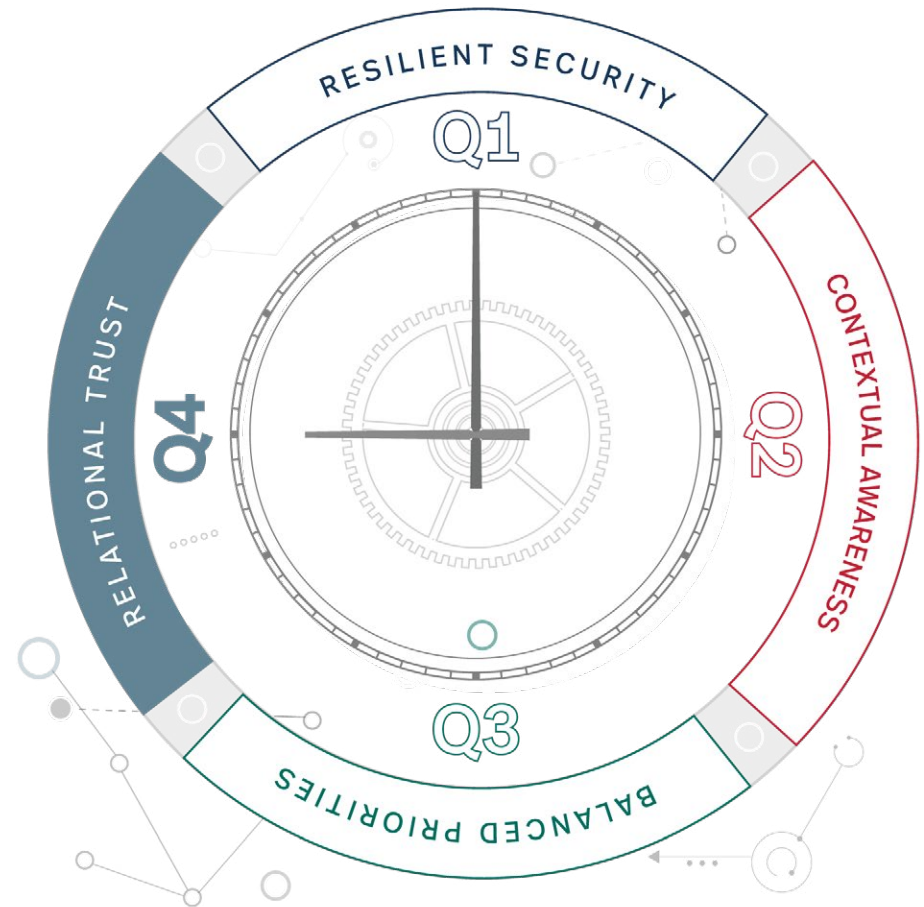 RESILIENT SECURITY
Q1
CONTEXTUAL AWARENESS
Q2
Q3
BALANCED PRIORITIES
RELATIONAL TRUST
Q4